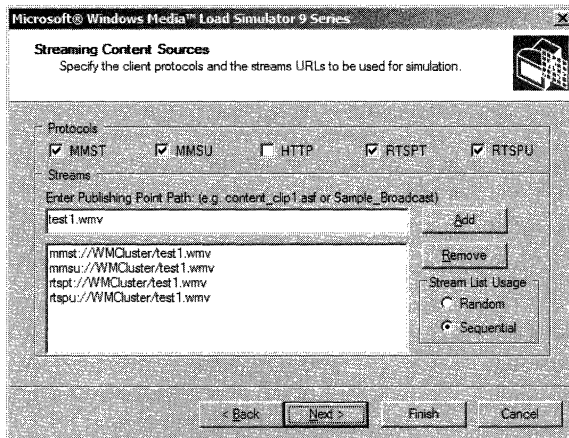 Microsoft® Windows Media™ Load Simulator 9 Series
Streaming Content Sources
Specify the client protocols and the streams URLs to be used for simulation.
Protocols
MMST MMSU HTTP RTSPT RTSPU
Streams
Enter Publishing Point Path: (e.g. content_clip1.asf or Sample_Broadcast)
test1.wmv
Add
mmst://WMCluster/test1.wmv
mmsu://WMCluster/test1.wmv
rtspt://WMCluster/test1.wmv
rtspu://WMCluster/test1.wmv
Remove
Stream List Usage
Random
Sequential
< Back Next > Finish Cancel